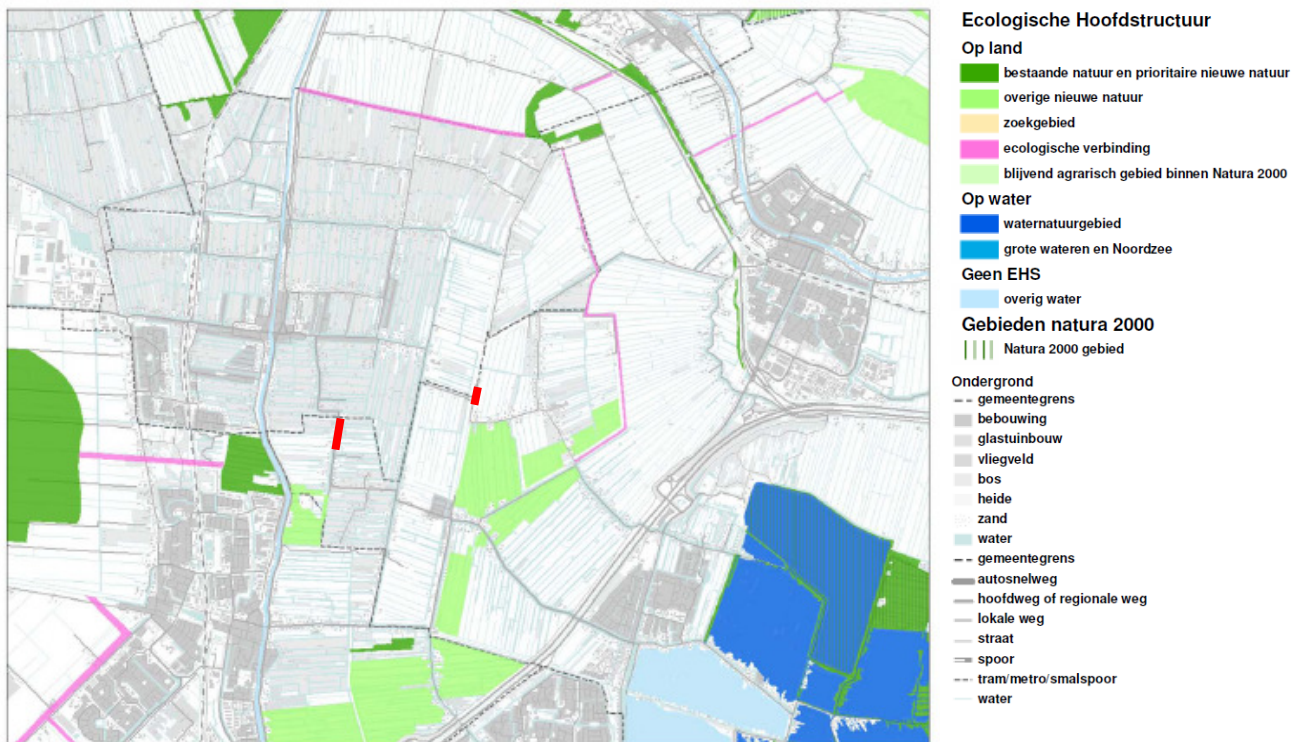 Ecologische Hoofdstructuur
Op land
bestaande natuur en prioritaire nieuwe natuur
overige nieuwe natuur
zoekgebied
ecologische verbinding
blijvend agrarisch gebied binnen Natura 2000
Op water
waternatuurgebied
grote wateren en Noordzee
Geen EHS
overig water
Gebieden natura 2000
Natura 2000 gebied
Ondergrond
gemeentegrens
bebouwing
glastuinbouw
vliegveld
bos
heide
zand
water
gemeentegrens
autosnelweg
hoofdweg of regionale weg
lokale weg
straat
spoor
tram/metro/smalspoor
water